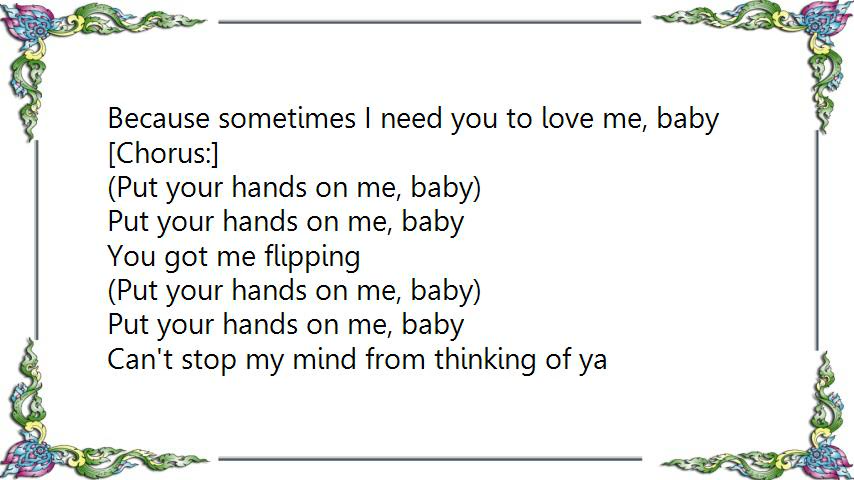 Because sometimes I need you to love me, baby
[Chorus:]
(Put your hands on me, baby)
Put your hands on me, baby
You got me flipping
(Put your hands on me, baby)
Put your hands on me, baby
Can't stop my mind from thinking of ya